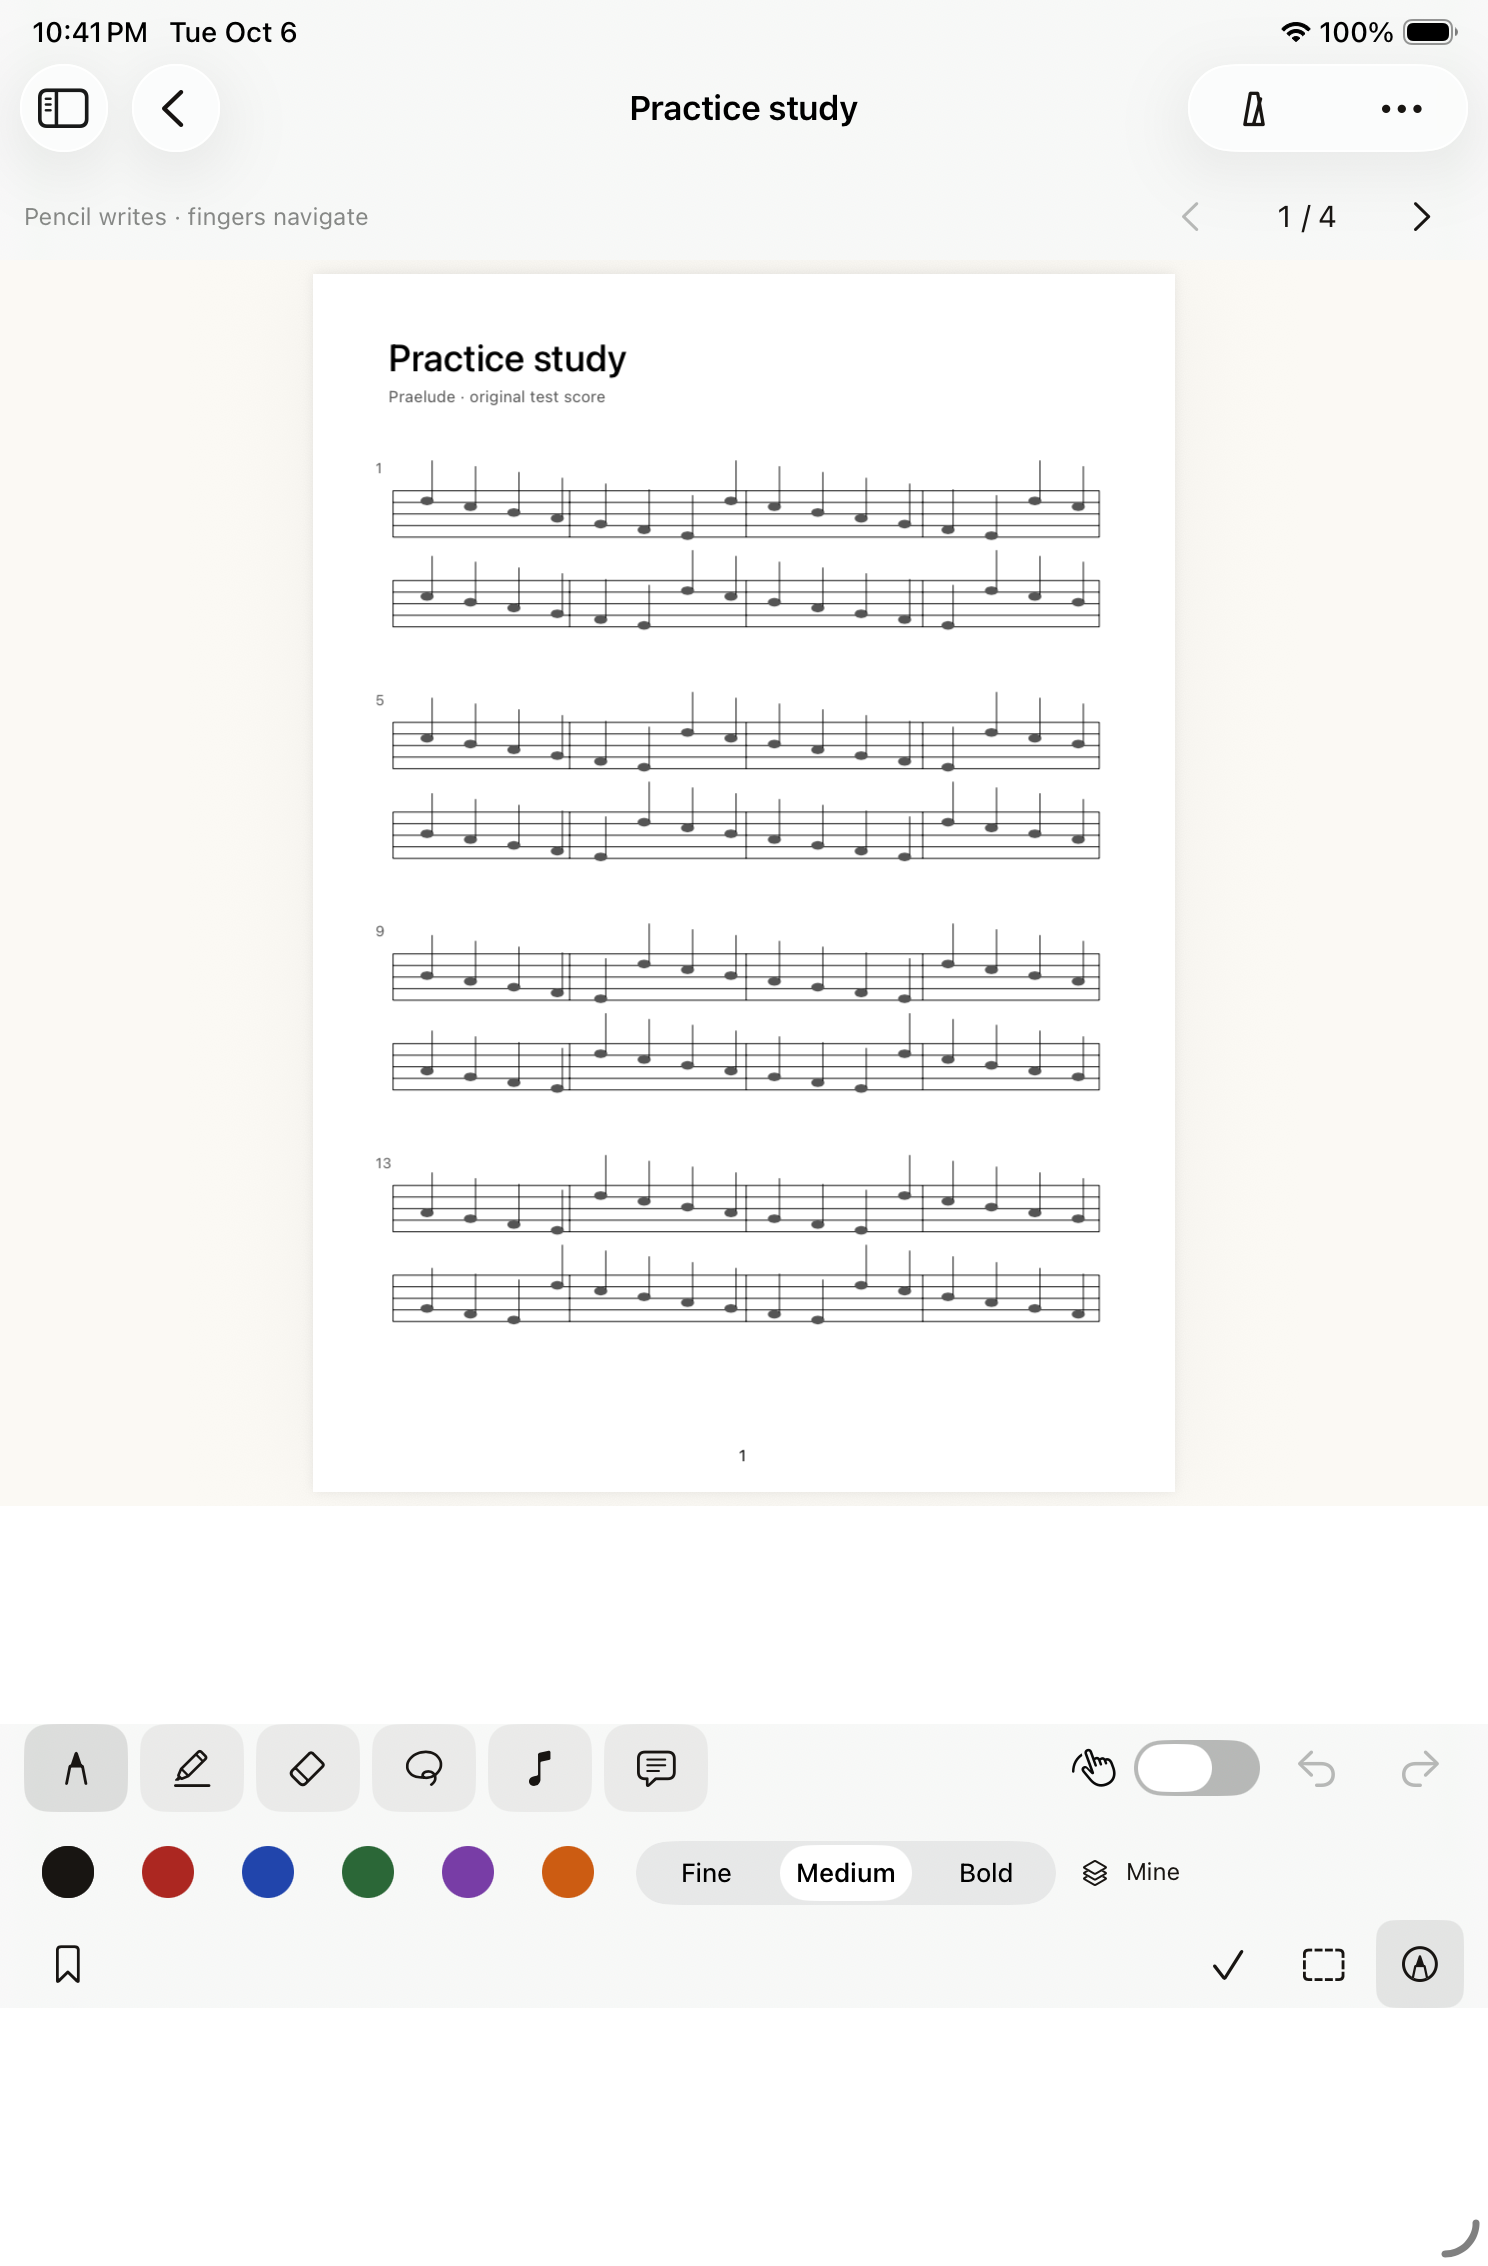 10:41 PM Tue Oct 6 100%
Practice study
Pencil writes · fingers navigate 1 / 4
Practice study
Praelude · original test score
1
5
9
13
1
Fine Medium Bold Mine